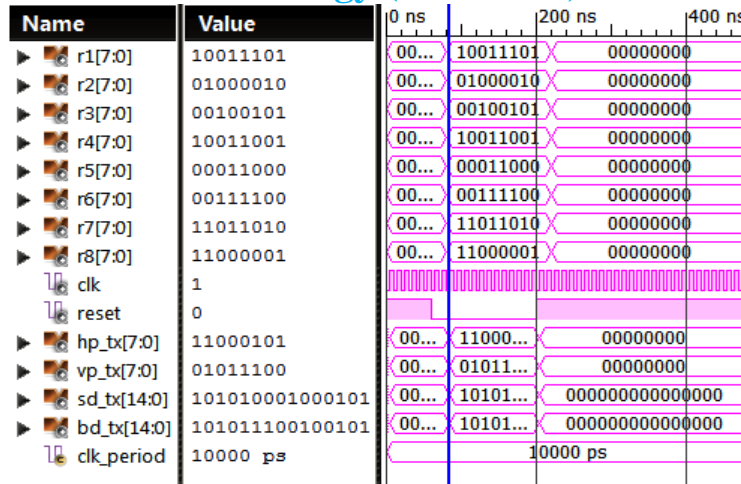 Name Value 0 ns 200 ns 400 ns
r1[7:0] 10011101 00... 10011101 00000000
r2[7:0] 01000010 00... 01000010 00000000
r3[7:0] 00100101 00... 00100101 00000000
r4[7:0] 10011001 00... 10011001 00000000
r5[7:0] 00011000 00... 00011000 00000000
r6[7:0] 00111100 00... 00111100 00000000
r7[7:0] 11011010 00... 11011010 00000000
r8[7:0] 11000001 00... 11000001 00000000
clk 1
reset 0
hp_tx[7:0] 11000101 00... 11000... 00000000
vp_tx[7:0] 01011100 00... 01011... 00000000
sd_tx[14:0] 101010001000101 00... 10101... 000000000000000
bd_tx[14:0] 101011100100101 00... 10101... 000000000000000
clk_period 10000 ps 10000 ps